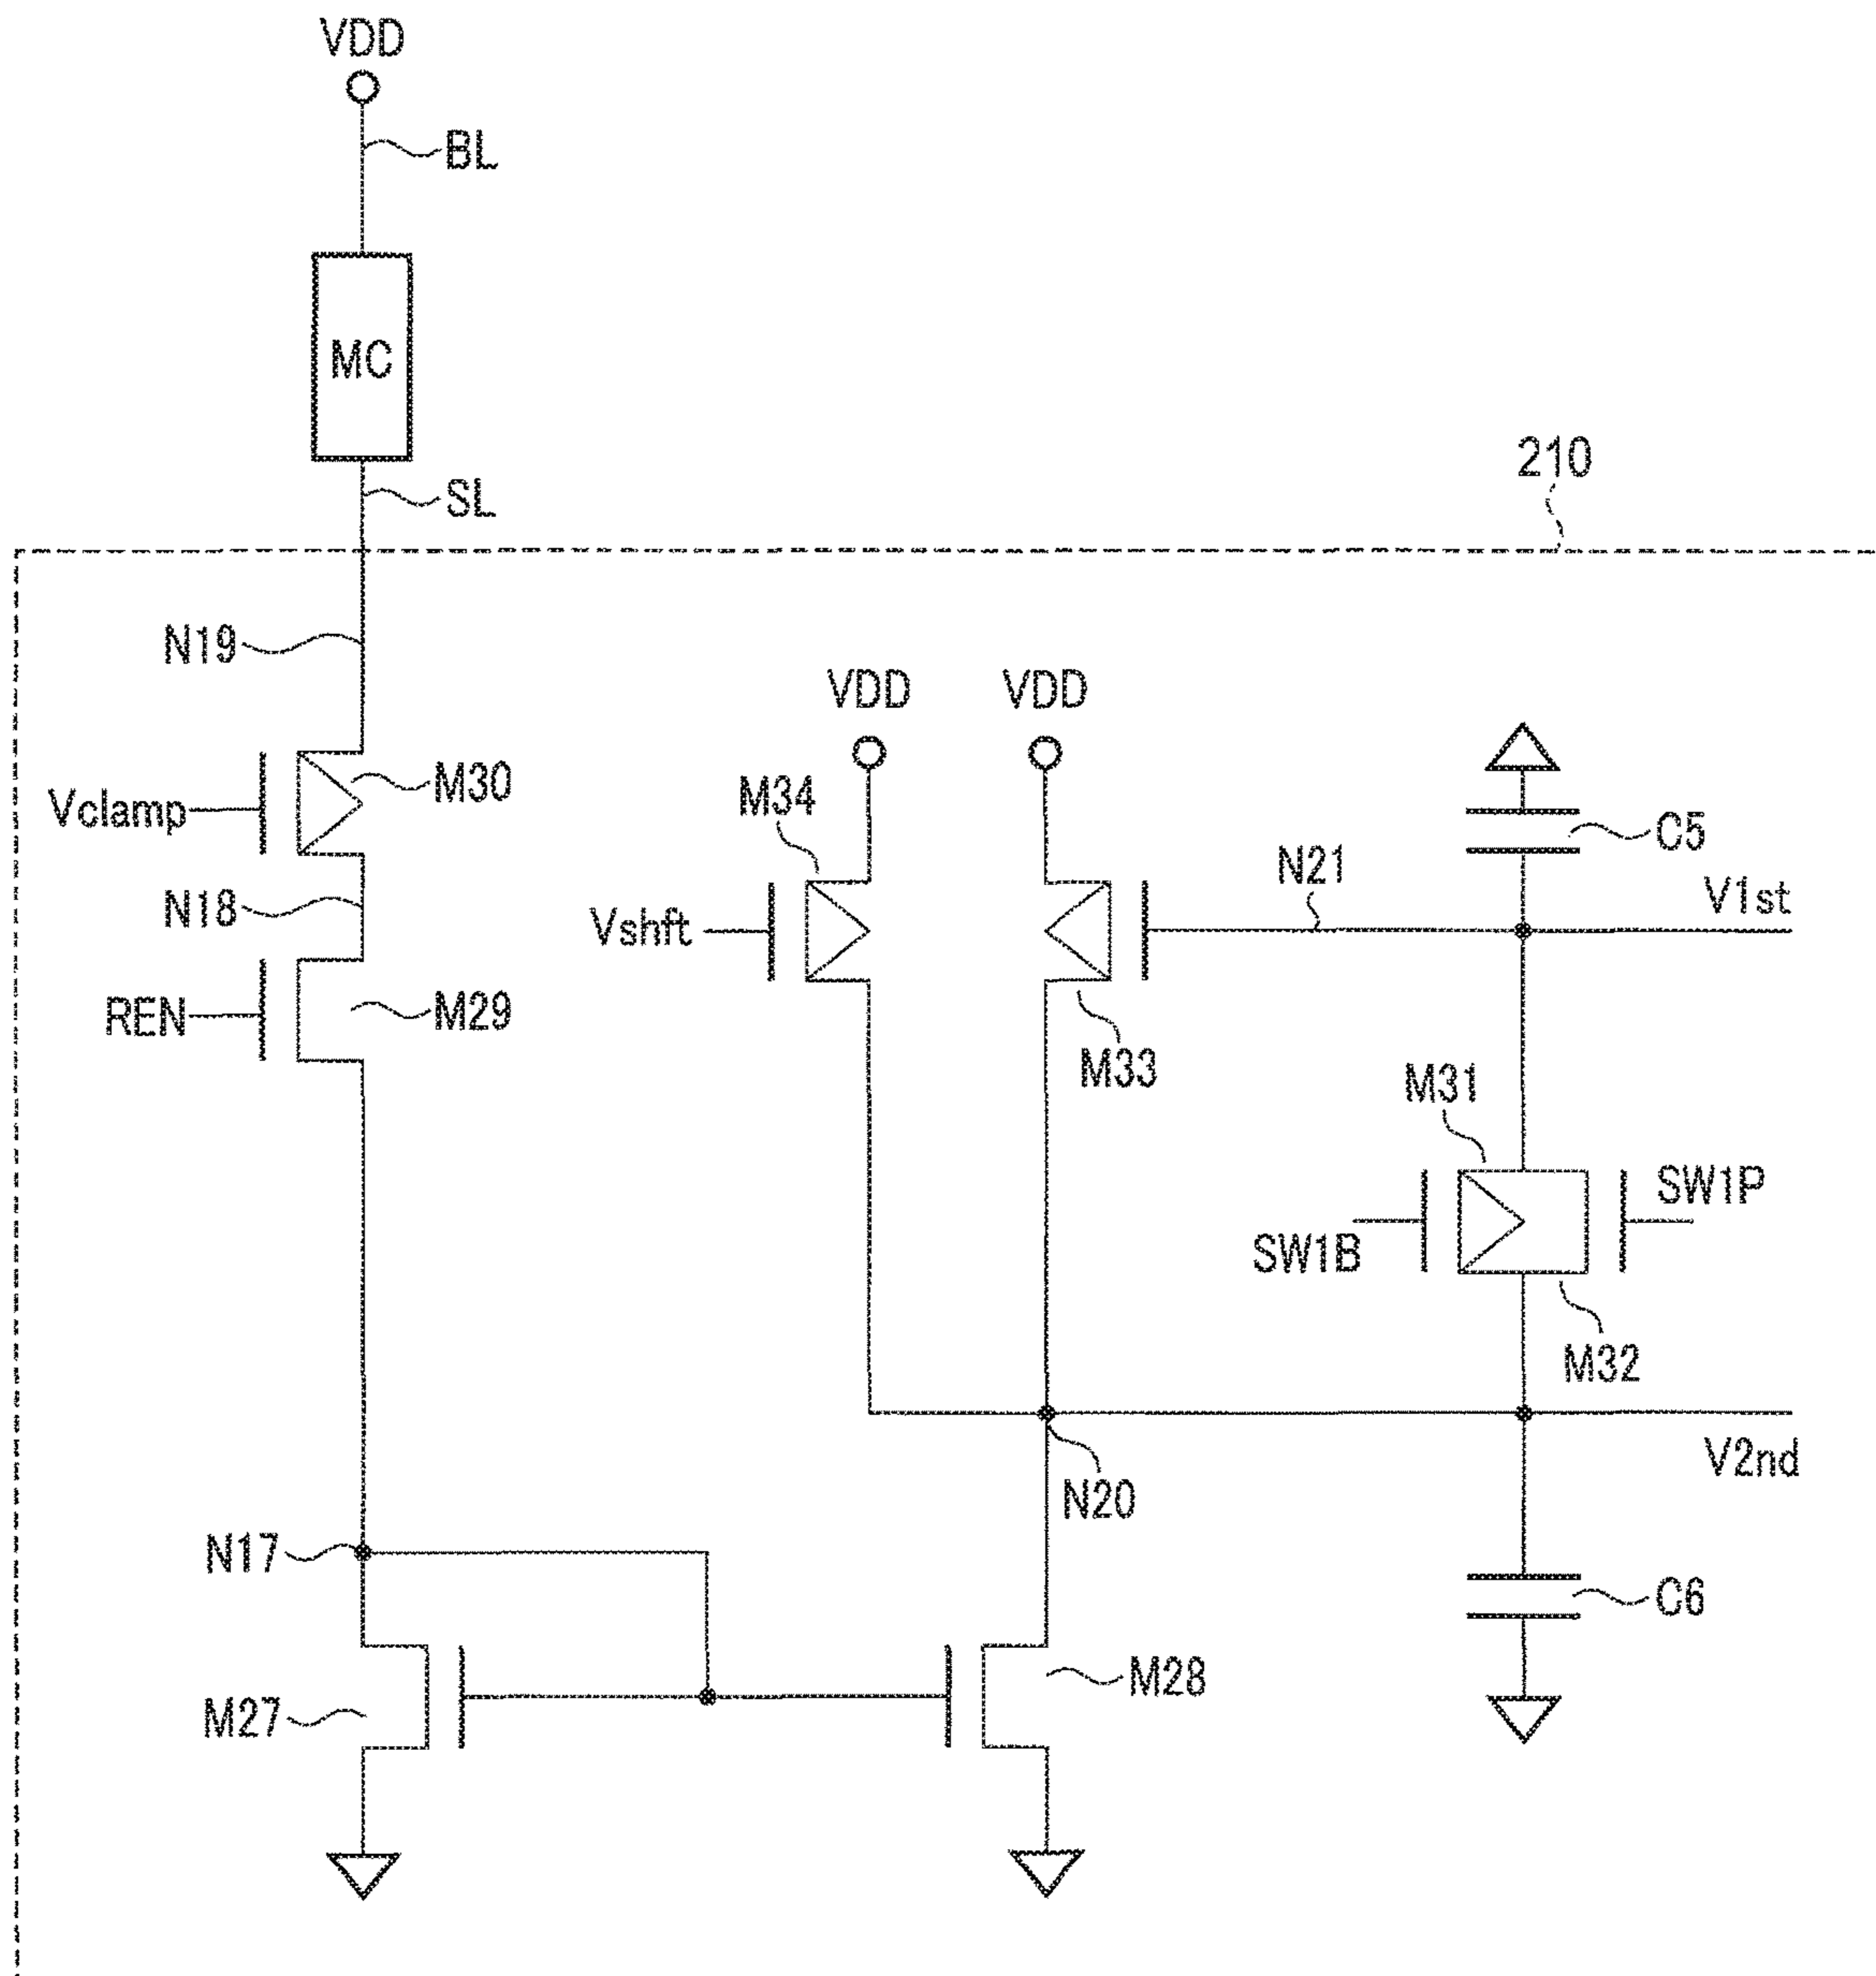 VDD
BL
MC
SL
210
N19
VDD
VDD
Vclamp
M30
M34
C5
N18
Vshft
N21
V1st
REN
M29
M33
M31
SW1P
SW1B
M32
V2nd
N20
N17
C6
M27
M28